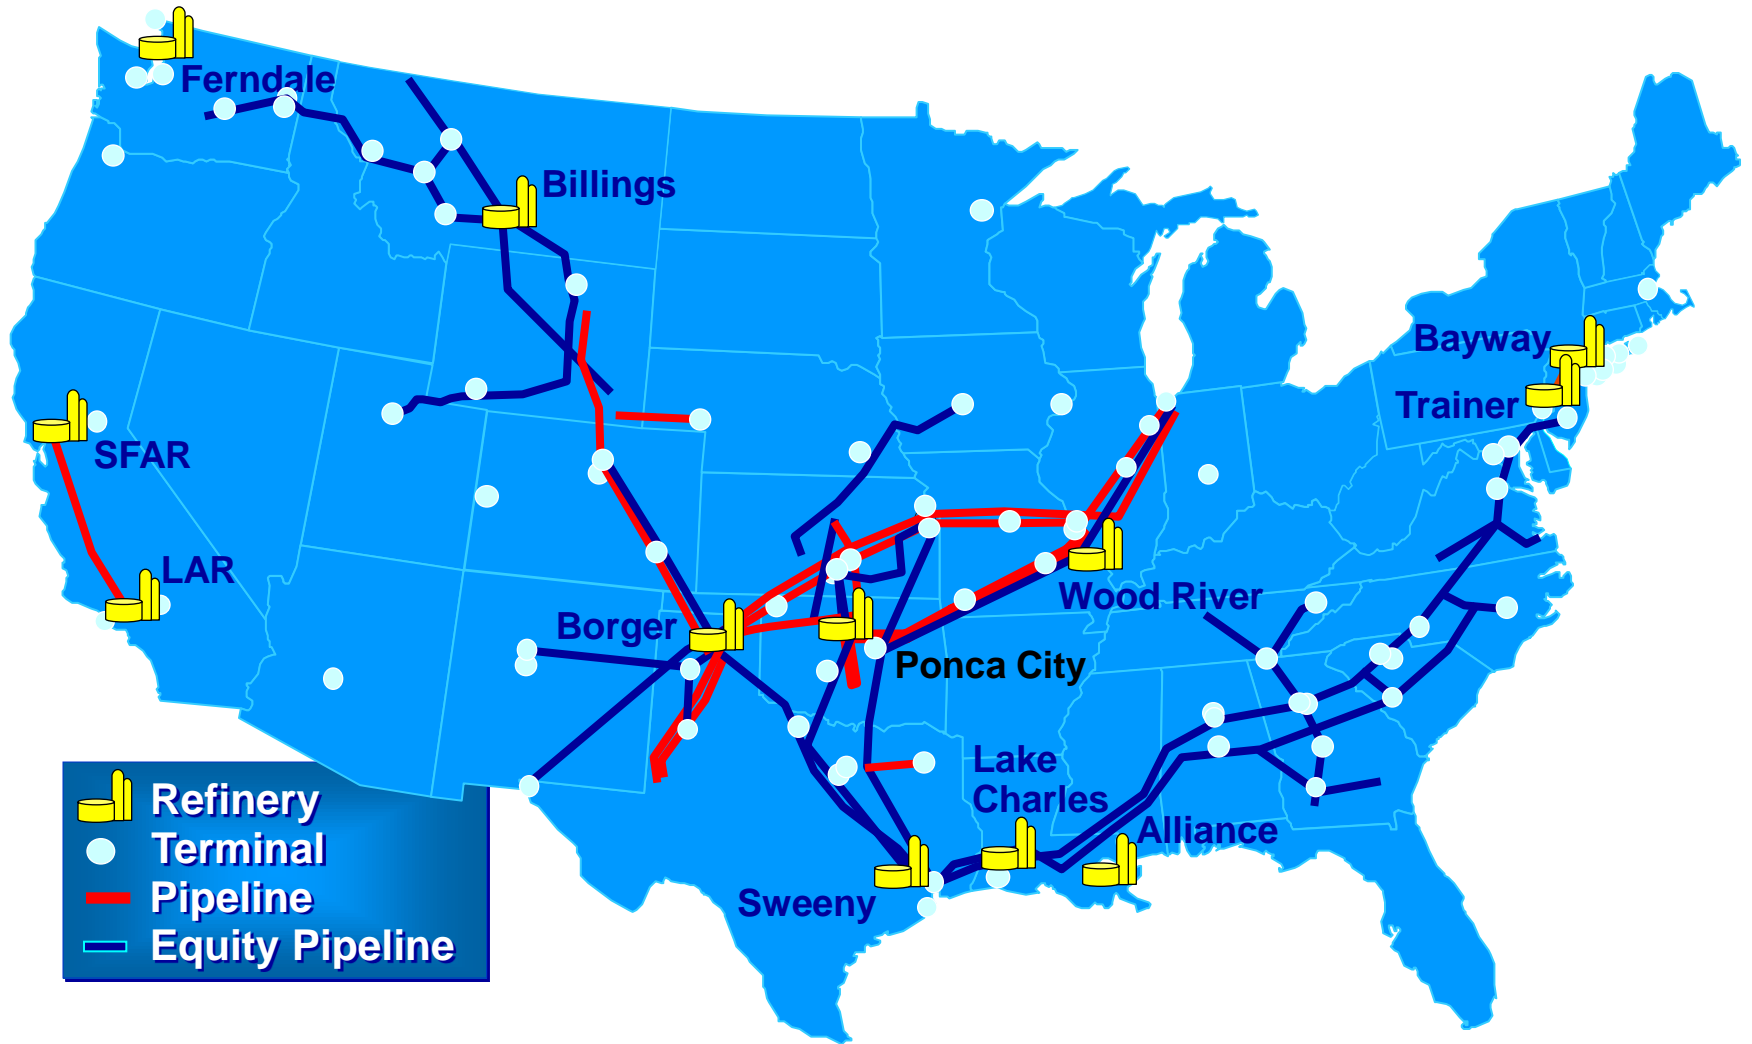 Ferndale
Billings
Bayway
Trainer
SFAR
LAR
Wood River
Borger
Ponca City
Lake
Charles
Alliance
Sweeny
Refinery
Terminal
Pipeline
Equity Pipeline